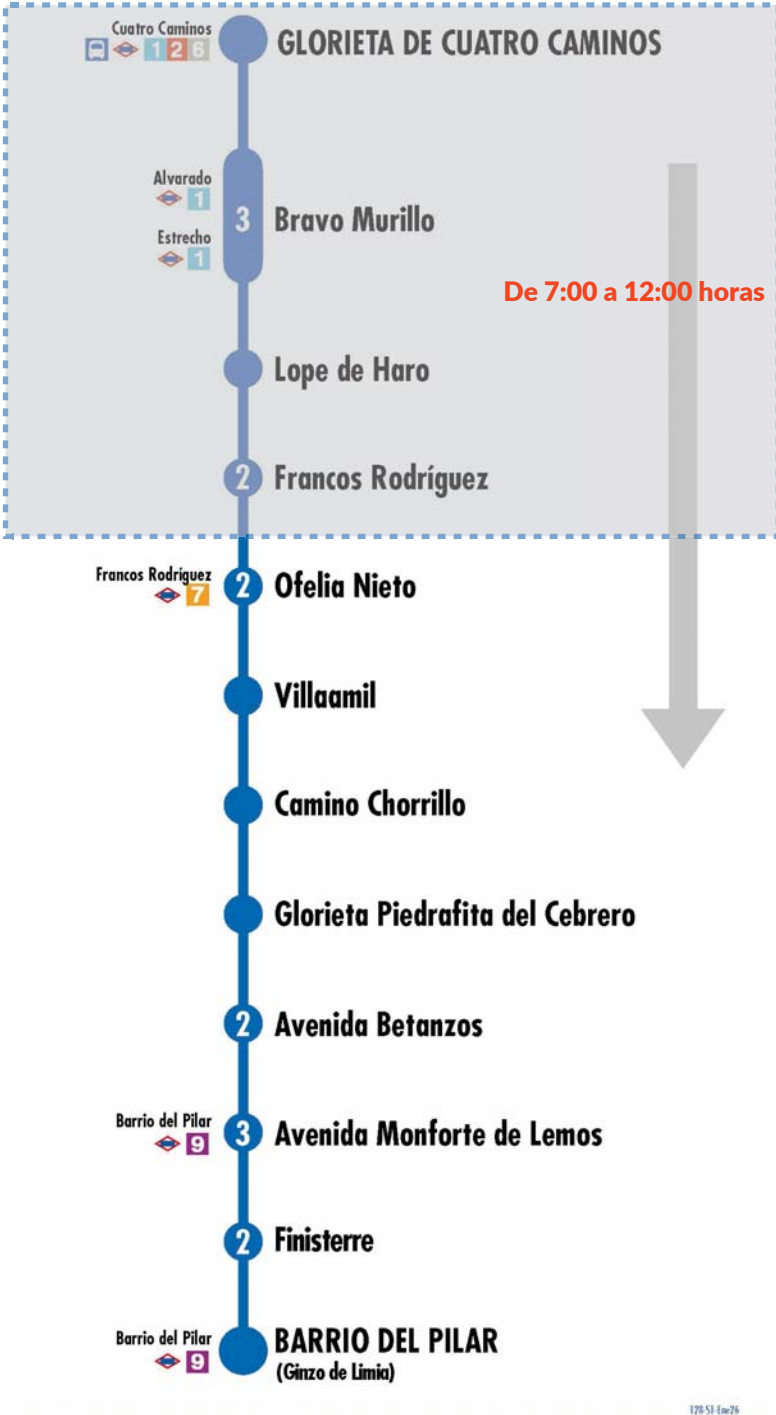 Cuatro Caminos
1 2 6
GLORIETA DE CUATRO CAMINOS
Alvarado
1
3
Bravo Murillo
Estrecho
1
De 7:00 a 12:00 horas
Lope de Haro
2
Francos Rodríguez
Francos Rodríguez
7
2
Ofelia Nieto
Villaamil
Camino Chorrillo
Glorieta Piedrafita del Cebrero
2
Avenida Betanzos
Barrio del Pilar
9
3
Avenida Monforte de Lemos
2
Finisterre
Barrio del Pilar
9
BARRIO DEL PILAR
(Ginzo de Limia)
128-S1-Ene26